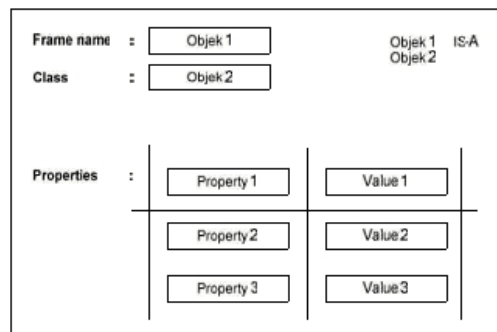 Frame name : Objek 1
Objek 1 IS-A
Objek 2
Class : Objek 2
Properties : Property 1 Value 1
Property 2 Value 2
Property 3 Value 3